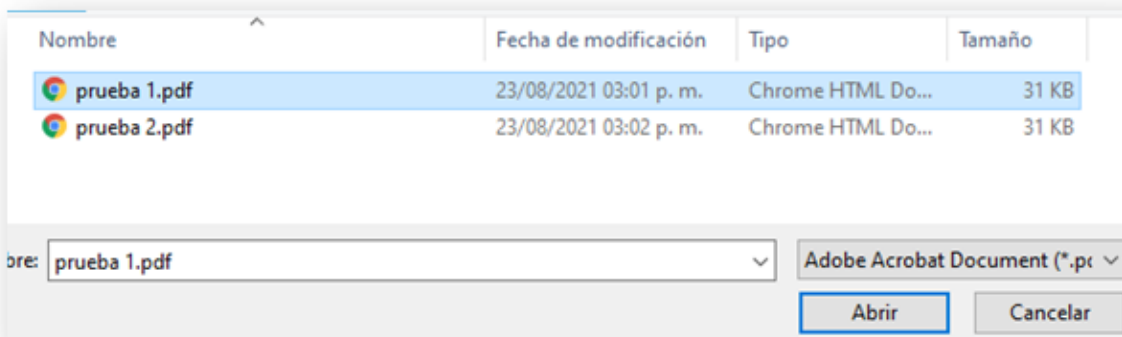 Nombre Fecha de modificación Tipo Tamaño
prueba 1.pdf 23/08/2021 03:01 p. m. Chrome HTML Do... 31 KB
prueba 2.pdf 23/08/2021 03:02 p. m. Chrome HTML Do... 31 KB
bre: prueba 1.pdf Adobe Acrobat Document (*.pd
Abrir Cancelar